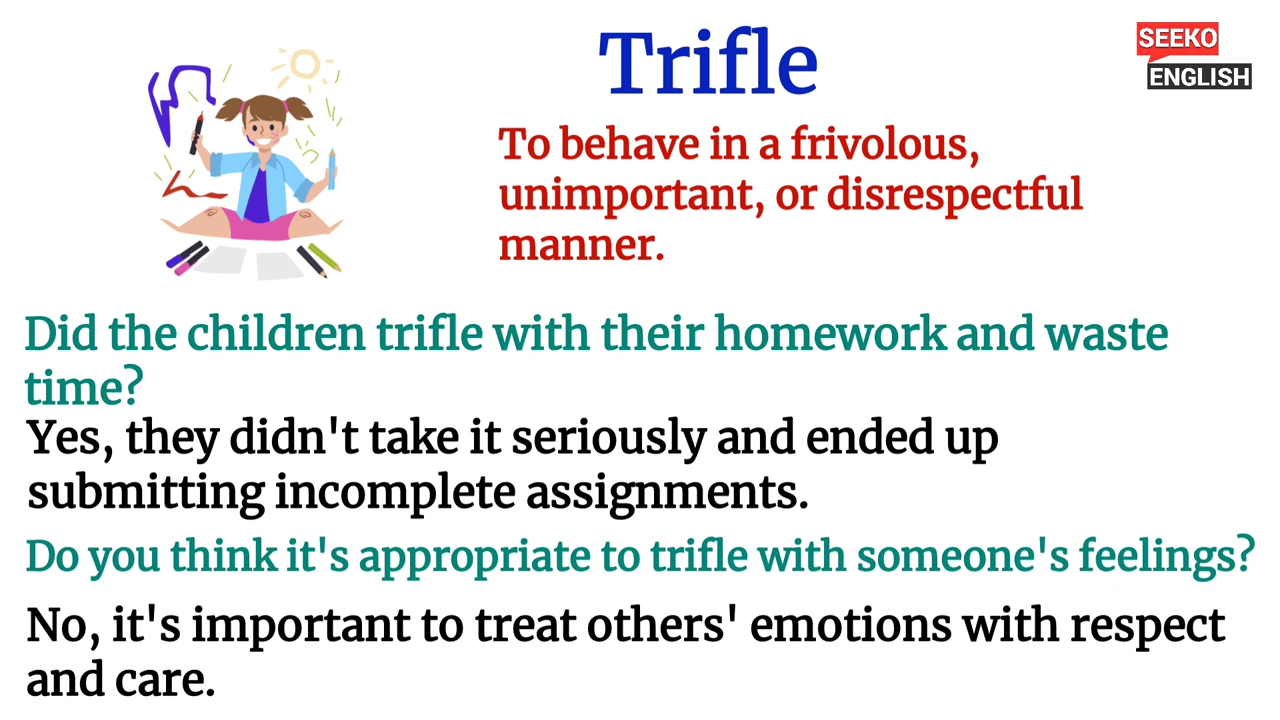 Trifle
SEEKO
ENGLISH
To behave in a frivolous,
unimportant, or disrespectful
manner.
Did the children trifle with their homework and waste
time?
Yes, they didn't take it seriously and ended up
submitting incomplete assignments.
Do you think it's appropriate to trifle with someone's feelings?
No, it's important to treat others' emotions with respect
and care.